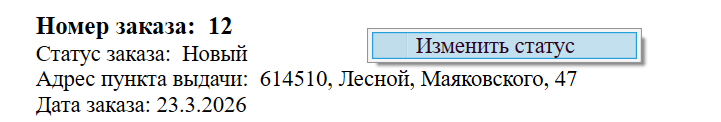 Номер заказа: 12
Статус заказа: Новый
Изменить статус
Адрес пункта выдачи: 614510, Лесной, Маяковского, 47
Дата заказа: 23.3.2026